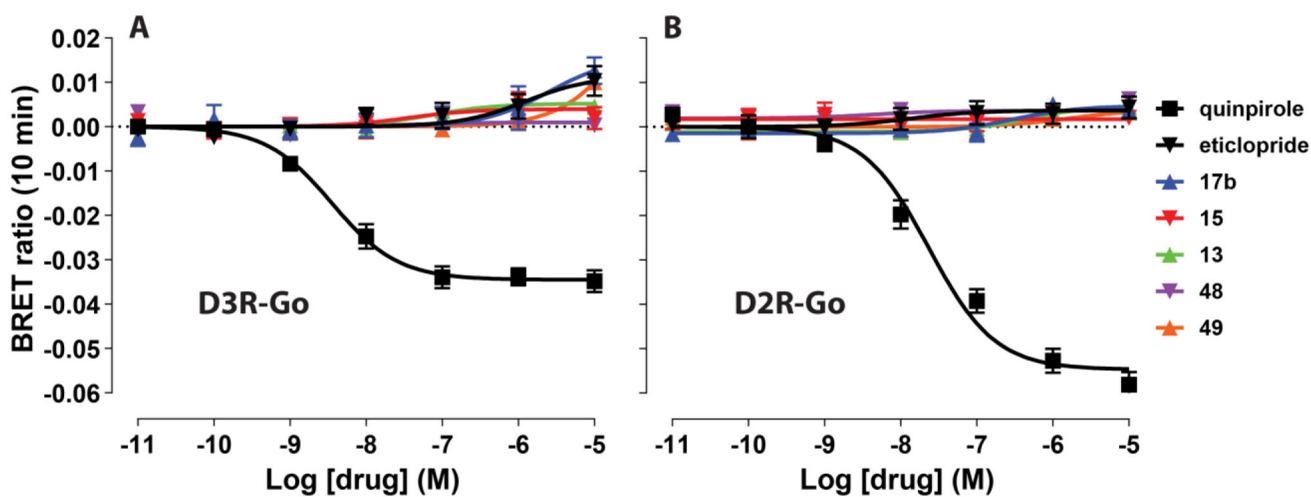 A
B
BRET ratio (10 min)
0.02
0.01
0.00
-0.01
-0.02
-0.03
-0.04
-0.05
-0.06
D3R-Go
D2R-Go
-11 -10 -9 -8 -7 -6 -5
-11 -10 -9 -8 -7 -6 -5
Log [drug] (M)
Log [drug] (M)
quinpirole
eticlopride
17b
15
13
48
49